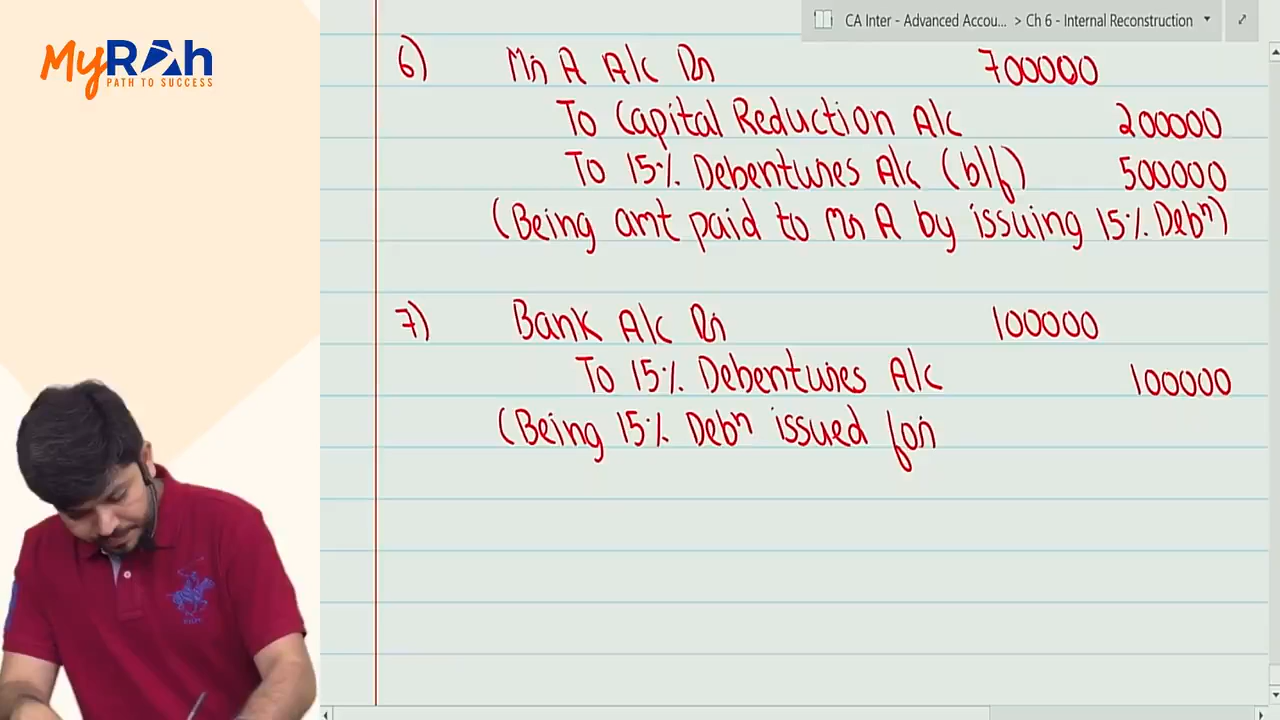 MyRAh
PATH TO SUCCESS
CA Inter - Advanced Accou... > Ch 6 - Internal Reconstruction
6) Mr A A/c Dr 700000
To Capital Reduction A/c 200000
To 15% Debentures A/c (b/f) 500000
(Being amt paid to Mr A by issuing 15% Debⁿ)
7) Bank A/c Dr 100000
To 15% Debentures A/c 100000
(Being 15% Debⁿ issued for